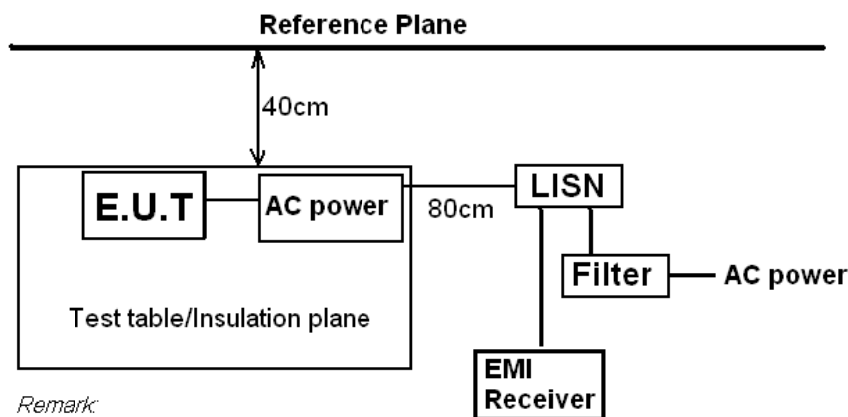 Reference Plane
40cm
E.U.T
AC power
80cm
LISN
Filter
AC power
Test table/Insulation plane
EMI
Receiver
Remark: